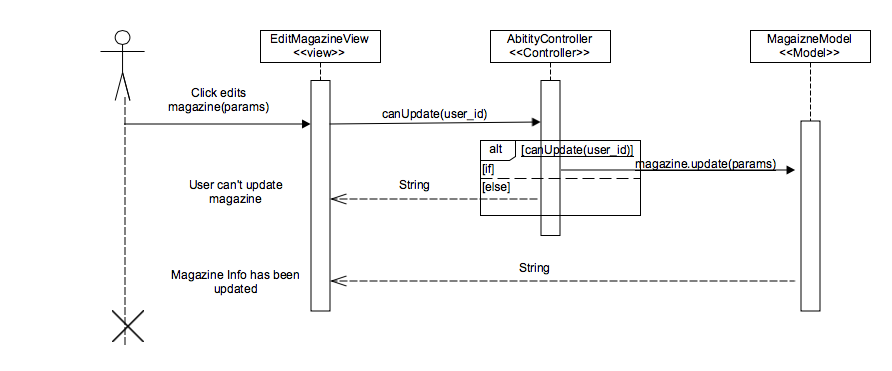 EditMagazineView
<<view>>
AbitityController
<<Controller>>
MagaizneModel
<<Model>>
Click edits
magazine(params)
canUpdate(user_id)
alt
[canUpdate(user_id)]
[if]
magazine.update(params)
[else]
User can't update
magazine
String
Magazine Info has been
updated
String